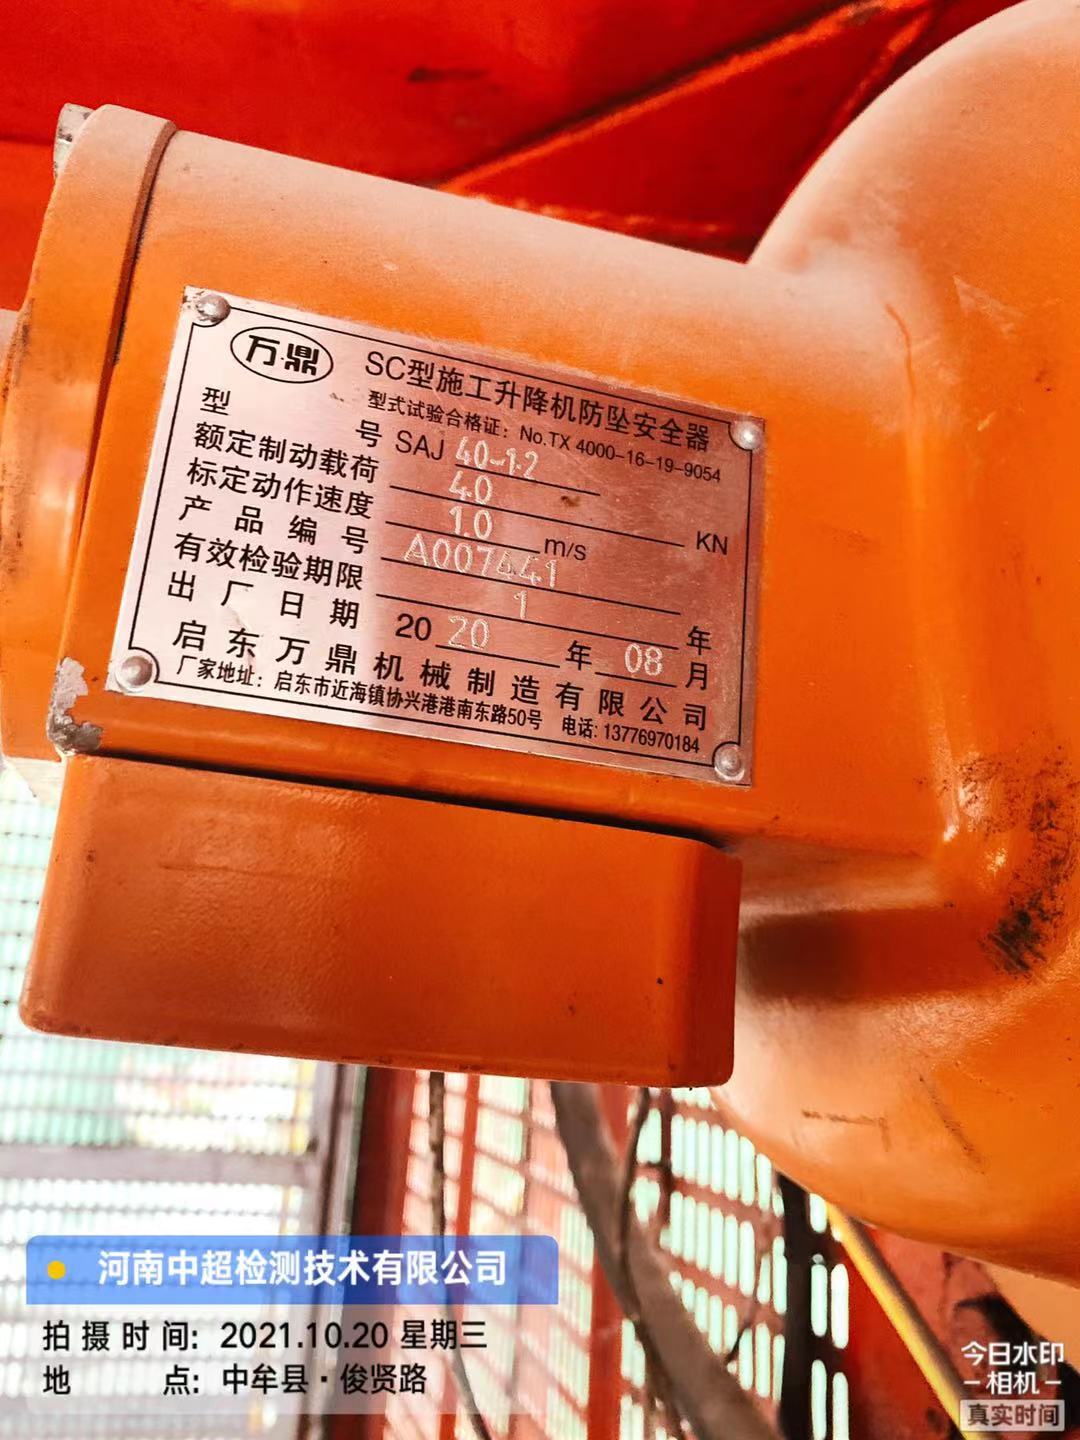 万鼎
SC型施工升降机防坠安全器
型式试验合格证：No.TX 4000-16-19-9054
型 号 SAJ 40-1.2
额定制动载荷 40 KN
标定动作速度 1.0 m/s
产品编号 A007441
有效检验期限 1 年
出厂日期 2020年08月
启东万鼎机械制造有限公司
厂家地址：启东市近海镇协兴港港南东路50号 电话: 13776970184
河南中超检测技术有限公司
拍摄时间: 2021.10.20 星期三
地 点: 中牟县·俊贤路
今日水印
-相机-
真实时间